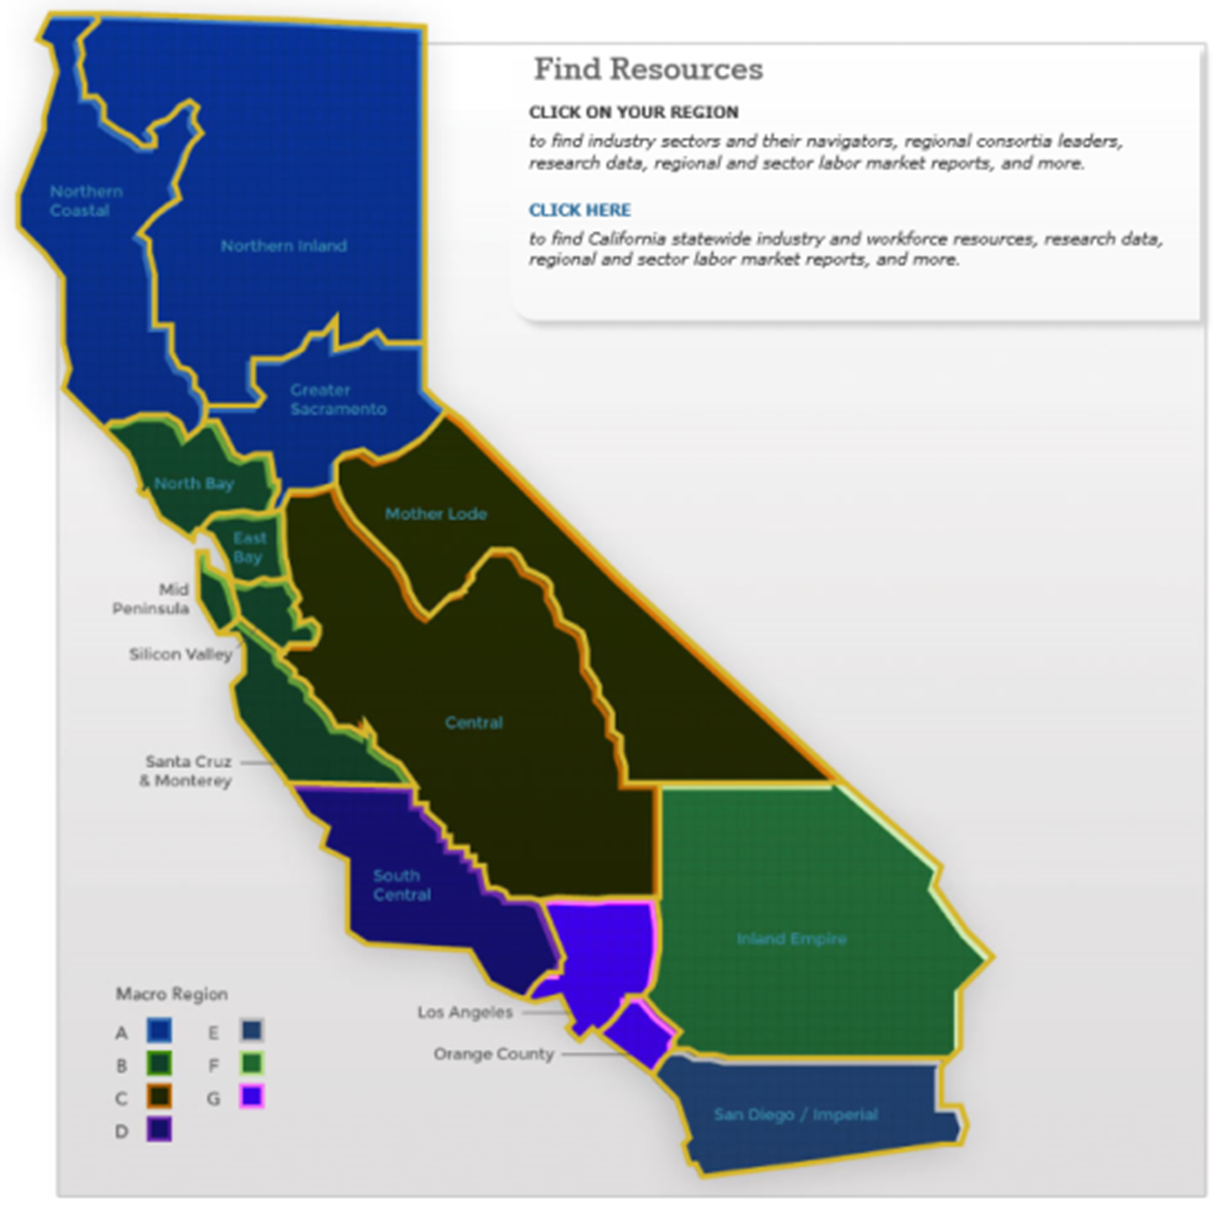 Find Resources
CLICK ON YOUR REGION
to find industry sectors and their navigators, regional consortia leaders,
research data, regional and sector labor market reports, and more.
CLICK HERE
to find California statewide industry and workforce resources, research data,
regional and sector labor market reports, and more.
Northern
Coastal
Northern Inland
Greater
Sacramento
North Bay
Mother Lode
East
Bay
Mid
Peninsula
Silicon Valley
Central
Santa Cruz
& Monterey
South
Central
Inland Empire
Los Angeles
Orange County
San Diego / Imperial
Macro Region
A E
B F
C G
D